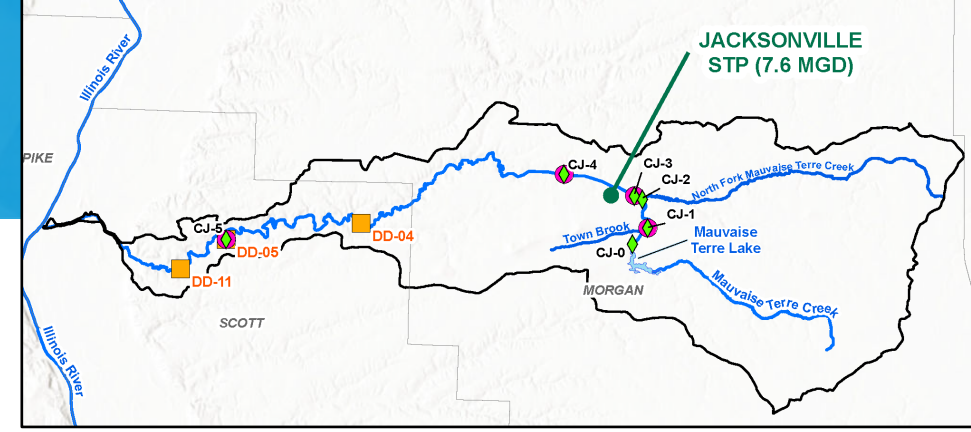 JACKSONVILLE
STP (7.6 MGD)
Illinois River
PIKE
CJ-4
CJ-3
CJ-2
North Fork Mauvaise Terre Creek
CJ-1
Town Brook
Mauvaise
Terre Lake
CJ-5
DD-04
DD-05
CJ-0
DD-11
MORGAN
Mauvaise Terre Creek
SCOTT
Illinois River